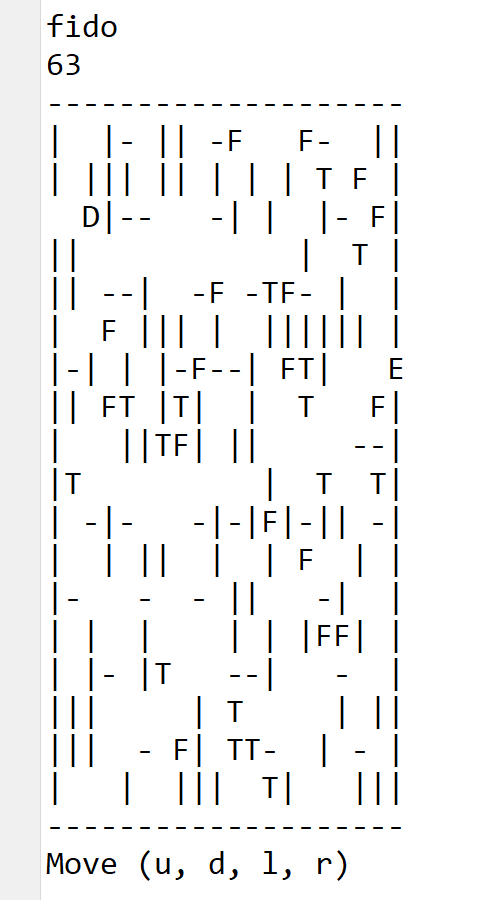 fido
63
--------------------
|  |- || -F   F-  ||
| ||| || | | | T F |
  D|--   -| |  |- F|
||            |  T |
|| --|  -F -TF- |  |
|  F ||| |  |||||| |
|-| | |-F--| FT|   E
|| FT |T|  |  T   F|
|   ||TF| ||     --|
|T          |  T  T|
| -|-   -|-|F|-|| -|
|  | ||  |  | F  | |
|-   -  - ||   -|  |
| |  |    | | |FF| |
| |- |T   --|   -  |
|||     | T     | ||
|||  - F| TT-  | - |
|   |  |||  T|   |||
--------------------
Move (u, d, l, r)